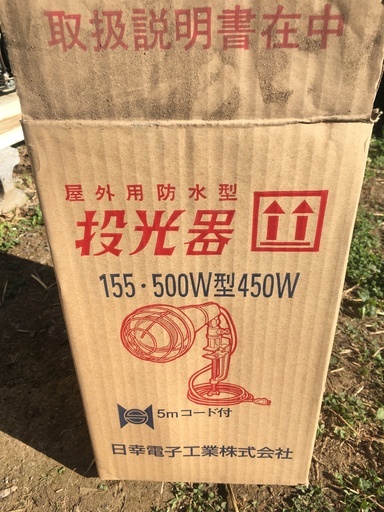 取扱説明書在中
屋外用防水型
投光器
155・500W型450W
5mコード付
日幸電子工業株式会社